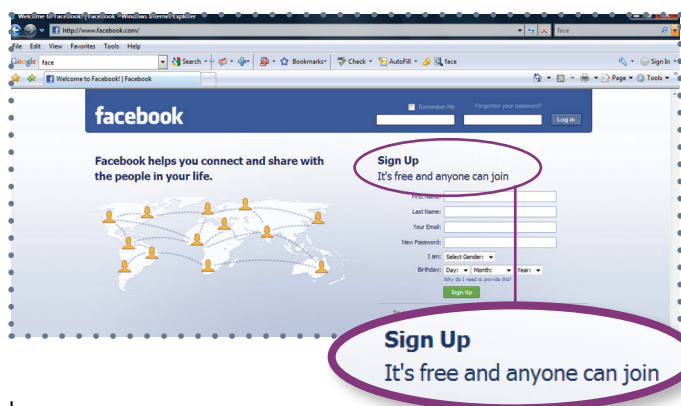 Welcome to Facebook! | Facebook - Windows Internet Explorer
http://www.facebook.com/
face
File Edit View Favorites Tools Help
Google face Search Bookmarks Check AutoFill face Sign In
Welcome to Facebook! | Facebook Page Tools
facebook
Remember Me Forgotten your password?
Log in
Facebook helps you connect and share with
the people in your life.
Sign Up
It's free and anyone can join
First Name:
Last Name:
Your Email:
New Password:
I am: Select Gender:
Birthday: Day: Month: Year:
Why do I need to provide this?
Sign Up
Sign Up
It's free and anyone can join